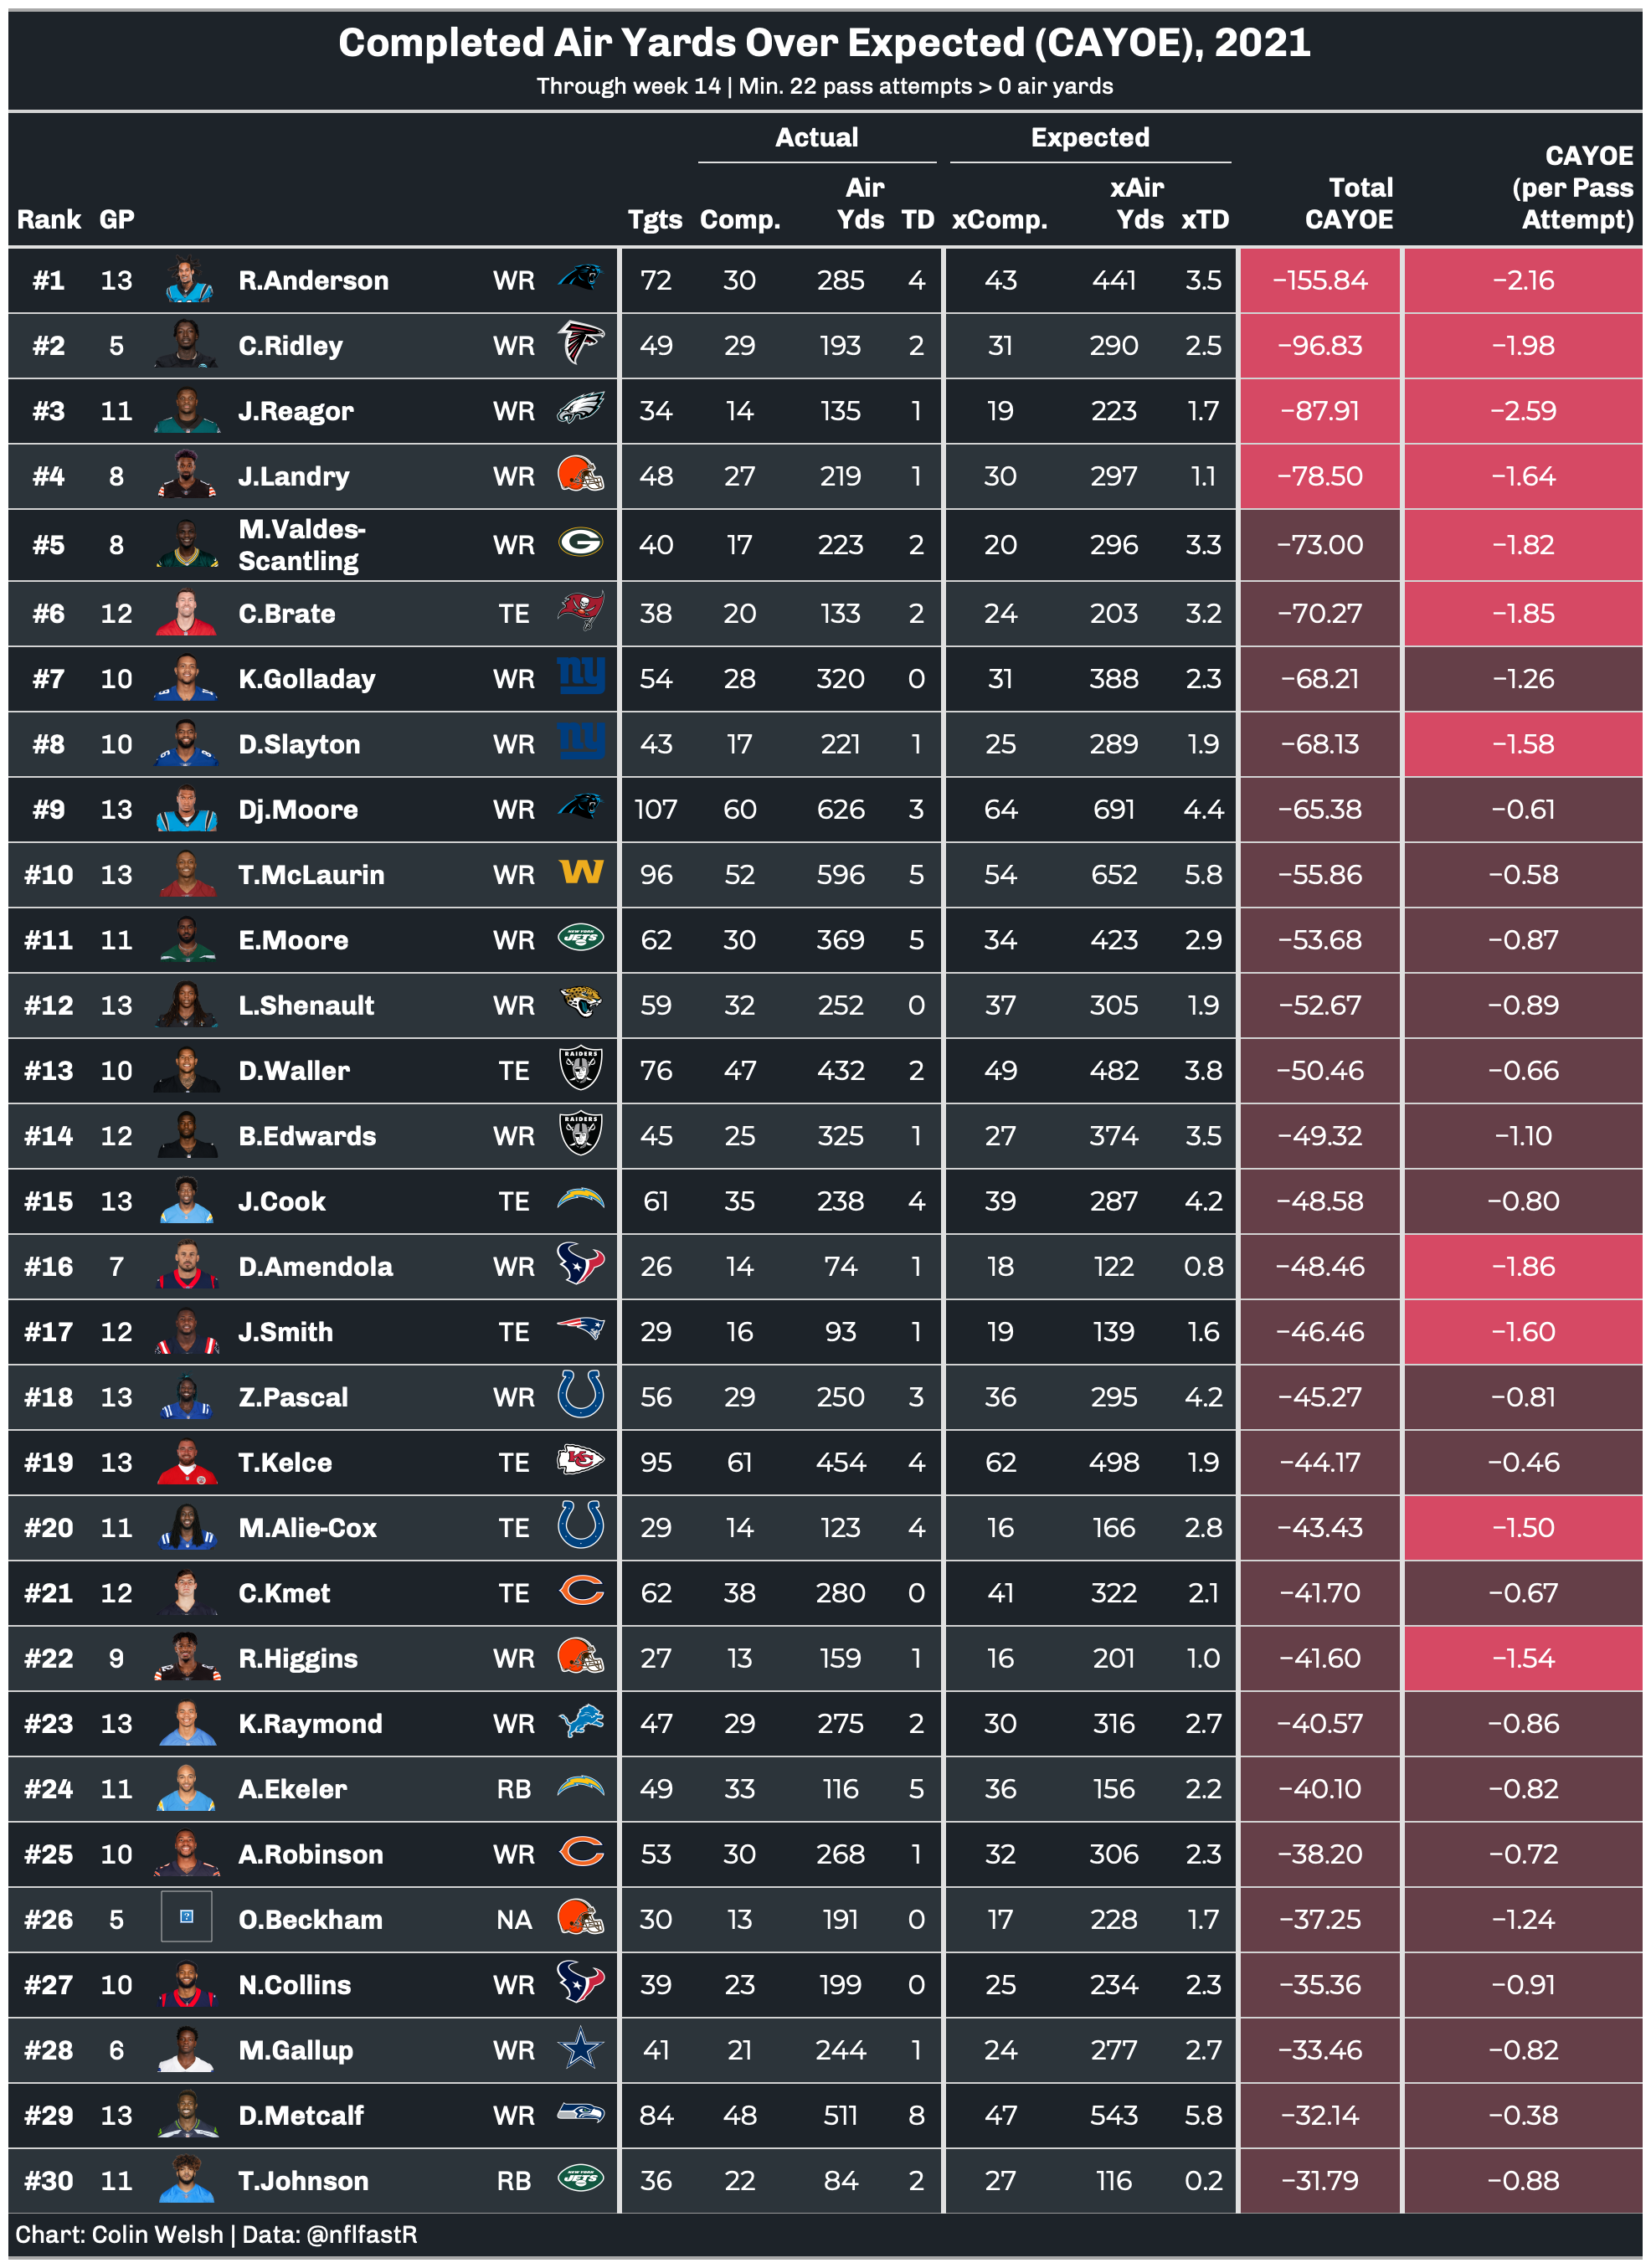 Completed Air Yards Over Expected (CAYOE), 2021
Through week 14 | Min. 22 pass attempts > 0 air yards
Actual Expected
Rank GP Tgts Comp. Air Yds TD xComp. xAir Yds xTD Total CAYOE CAYOE (per Pass Attempt)
#1 13 R.Anderson WR 72 30 285 4 43 441 3.5 −155.84 −2.16
#2 5 C.Ridley WR 49 29 193 2 31 290 2.5 −96.83 −1.98
#3 11 J.Reagor WR 34 14 135 1 19 223 1.7 −87.91 −2.59
#4 8 J.Landry WR 48 27 219 1 30 297 1.1 −78.50 −1.64
#5 8 M.Valdes-Scantling WR 40 17 223 2 20 296 3.3 −73.00 −1.82
#6 12 C.Brate TE 38 20 133 2 24 203 3.2 −70.27 −1.85
#7 10 K.Golladay WR ny 54 28 320 0 31 388 2.3 −68.21 −1.26
#8 10 D.Slayton WR ny 43 17 221 1 25 289 1.9 −68.13 −1.58
#9 13 Dj.Moore WR 107 60 626 3 64 691 4.4 −65.38 −0.61
#10 13 T.McLaurin WR W 96 52 596 5 54 652 5.8 −55.86 −0.58
#11 11 E.Moore WR NEW YORK JETS 62 30 369 5 34 423 2.9 −53.68 −0.87
#12 13 L.Shenault WR 59 32 252 0 37 305 1.9 −52.67 −0.89
#13 10 D.Waller TE RAIDERS 76 47 432 2 49 482 3.8 −50.46 −0.66
#14 12 B.Edwards WR RAIDERS 45 25 325 1 27 374 3.5 −49.32 −1.10
#15 13 J.Cook TE 61 35 238 4 39 287 4.2 −48.58 −0.80
#16 7 D.Amendola WR 26 14 74 1 18 122 0.8 −48.46 −1.86
#17 12 J.Smith TE 29 16 93 1 19 139 1.6 −46.46 −1.60
#18 13 Z.Pascal WR 56 29 250 3 36 295 4.2 −45.27 −0.81
#19 13 T.Kelce TE KC 95 61 454 4 62 498 1.9 −44.17 −0.46
#20 11 M.Alie-Cox TE 29 14 123 4 16 166 2.8 −43.43 −1.50
#21 12 C.Kmet TE 62 38 280 0 41 322 2.1 −41.70 −0.67
#22 9 R.Higgins WR 27 13 159 1 16 201 1.0 −41.60 −1.54
#23 13 K.Raymond WR 47 29 275 2 30 316 2.7 −40.57 −0.86
#24 11 A.Ekeler RB 49 33 116 5 36 156 2.2 −40.10 −0.82
#25 10 A.Robinson WR 53 30 268 1 32 306 2.3 −38.20 −0.72
#26 5 O.Beckham NA 30 13 191 0 17 228 1.7 −37.25 −1.24
#27 10 N.Collins WR 39 23 199 0 25 234 2.3 −35.36 −0.91
#28 6 M.Gallup WR 41 21 244 1 24 277 2.7 −33.46 −0.82
#29 13 D.Metcalf WR 84 48 511 8 47 543 5.8 −32.14 −0.38
#30 11 T.Johnson RB NEW YORK JETS 36 22 84 2 27 116 0.2 −31.79 −0.88
Chart: Colin Welsh | Data: @nflfastR